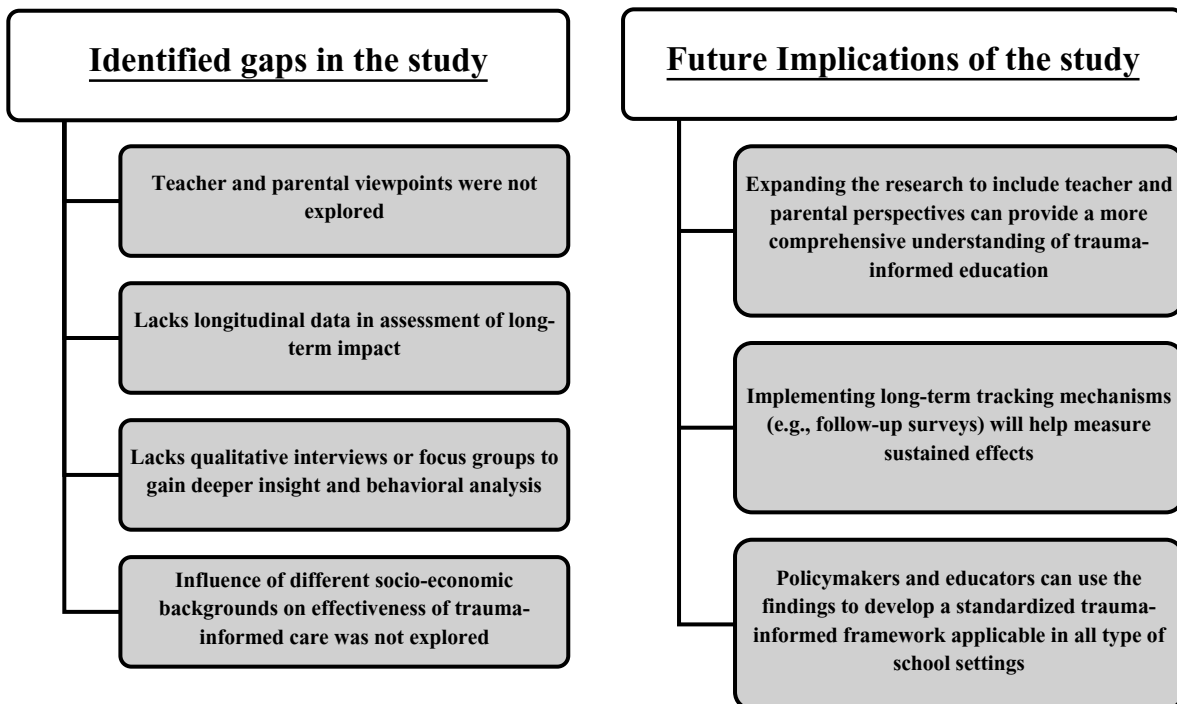 Identified gaps in the study
Teacher and parental viewpoints were not
explored
Lacks longitudinal data in assessment of long-
term impact
Lacks qualitative interviews or focus groups to
gain deeper insight and behavioral analysis
Influence of different socio-economic
backgrounds on effectiveness of trauma-
informed care was not explored
Future Implications of the study
Expanding the research to include teacher and
parental perspectives can provide a more
comprehensive understanding of trauma-
informed education
Implementing long-term tracking mechanisms
(e.g., follow-up surveys) will help measure
sustained effects
Policymakers and educators can use the
findings to develop a standardized trauma-
informed framework applicable in all type of
school settings